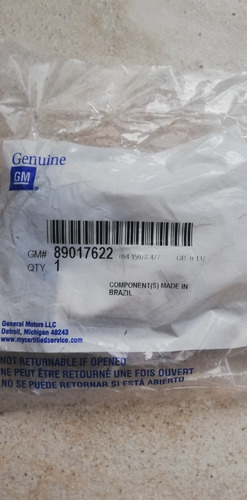 Genuine
GM
GM# 89017622
QTY 1
COMPONENT(S) MADE IN
BRAZIL
General Motors LLC
Detroit, Michigan 48243
www.mycertifiedservice.com
NOT RETURNABLE IF OPENED
NE PEUT ÊTRE RETOURNÉ UNE FOIS OUVERT
NO SE PUEDE RETORNAR SI ESTÁ ABIERTO